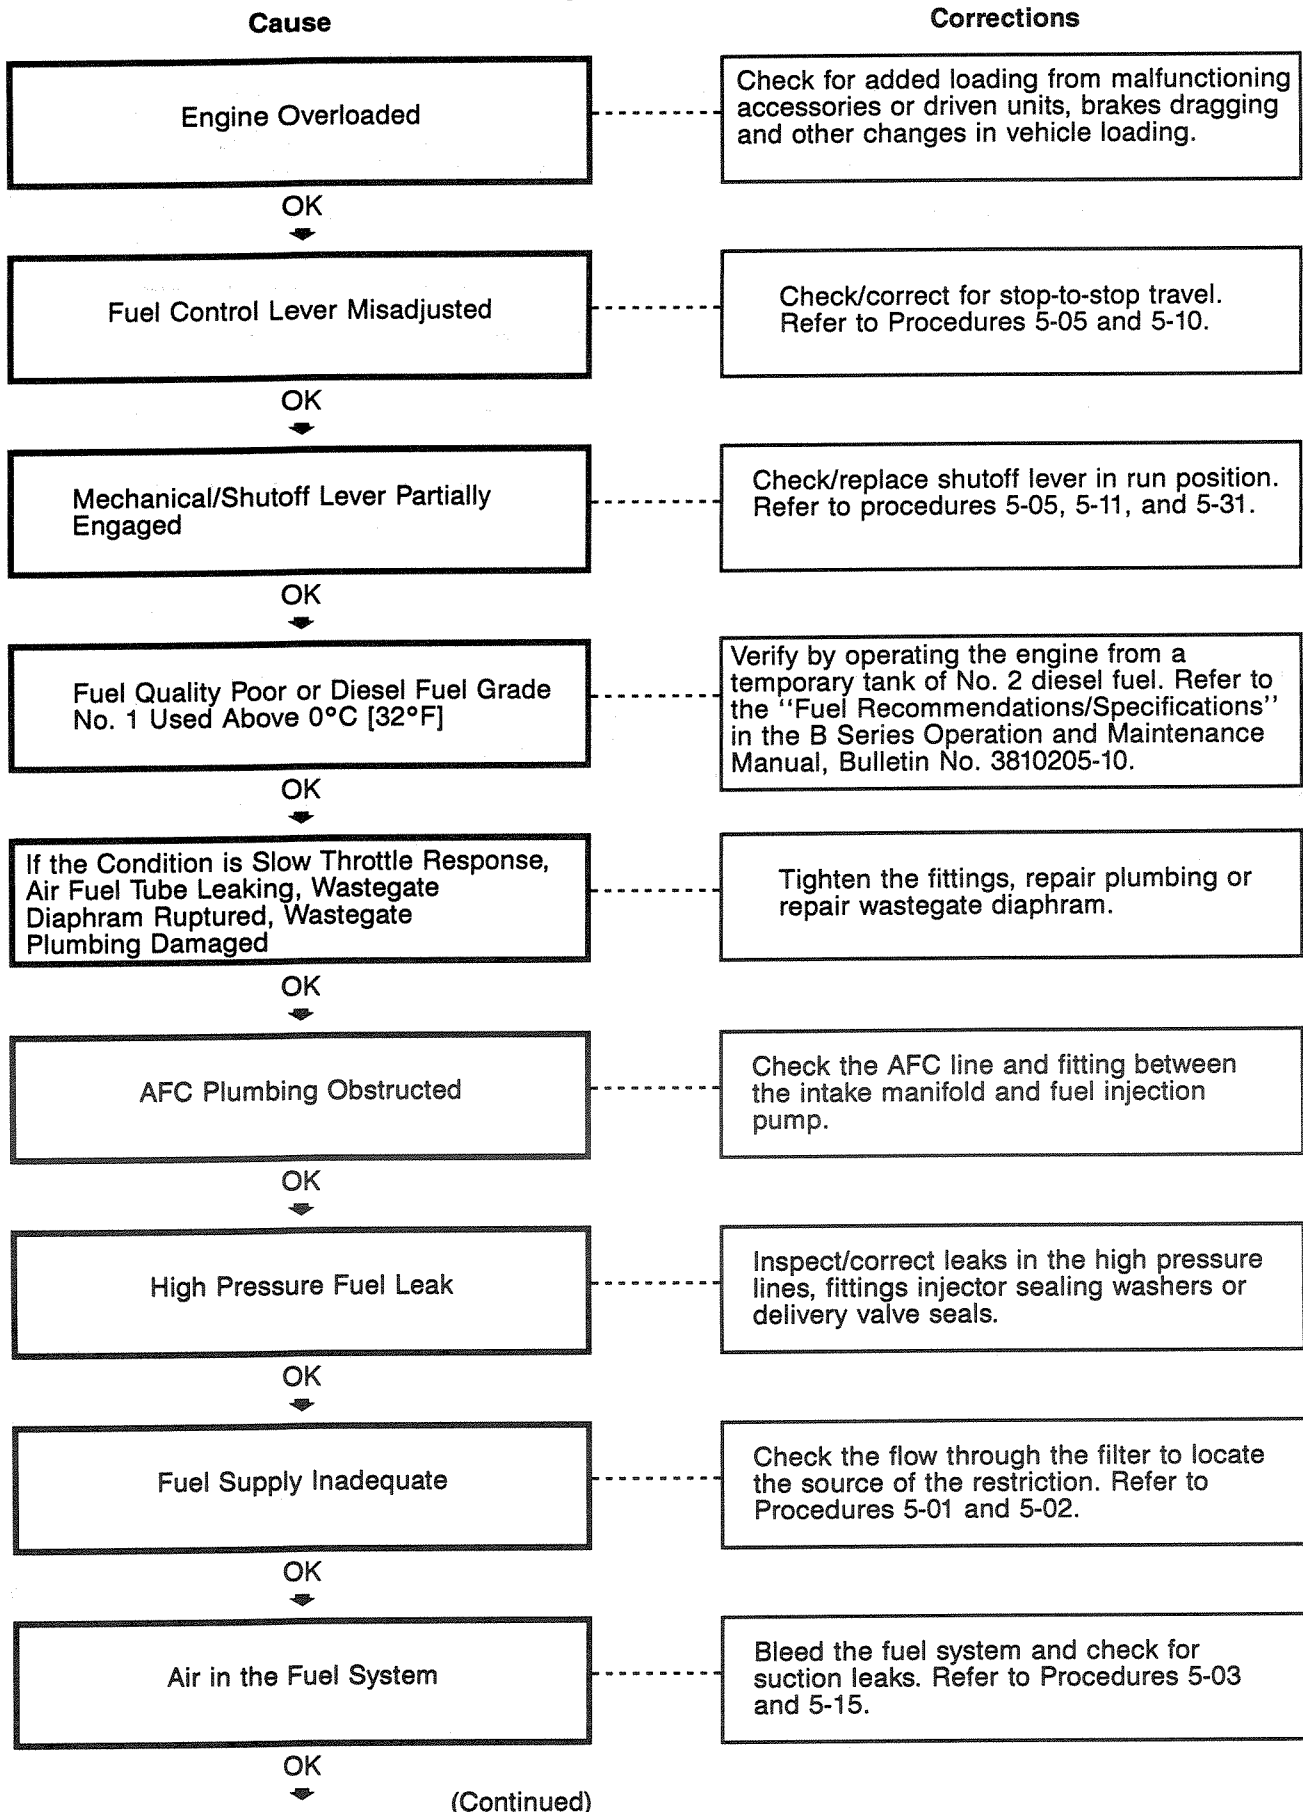 Cause
Corrections
Engine Overloaded
Check for added loading from malfunctioning
accessories or driven units, brakes dragging
and other changes in vehicle loading.
OK
Fuel Control Lever Misadjusted
Check/correct for stop-to-stop travel.
Refer to Procedures 5-05 and 5-10.
OK
Mechanical/Shutoff Lever Partially
Engaged
Check/replace shutoff lever in run position.
Refer to procedures 5-05, 5-11, and 5-31.
OK
Fuel Quality Poor or Diesel Fuel Grade
No. 1 Used Above 0°C [32°F]
Verify by operating the engine from a
temporary tank of No. 2 diesel fuel. Refer to
the "Fuel Recommendations/Specifications"
in the B Series Operation and Maintenance
Manual, Bulletin No. 3810205-10.
OK
If the Condition is Slow Throttle Response,
Air Fuel Tube Leaking, Wastegate
Diaphram Ruptured, Wastegate
Plumbing Damaged
Tighten the fittings, repair plumbing or
repair wastegate diaphram.
OK
AFC Plumbing Obstructed
Check the AFC line and fitting between
the intake manifold and fuel injection
pump.
OK
High Pressure Fuel Leak
Inspect/correct leaks in the high pressure
lines, fittings injector sealing washers or
delivery valve seals.
OK
Fuel Supply Inadequate
Check the flow through the filter to locate
the source of the restriction. Refer to
Procedures 5-01 and 5-02.
OK
Air in the Fuel System
Bleed the fuel system and check for
suction leaks. Refer to Procedures 5-03
and 5-15.
OK
(Continued)